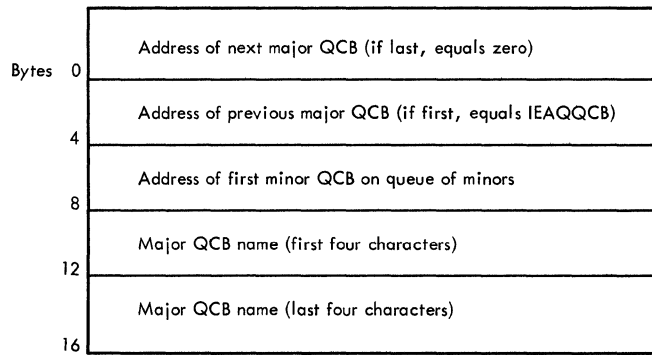 Address of next major QCB (if last, equals zero)
Bytes 0
Address of previous major QCB (if first, equals IEAQQCB)
4
Address of first minor QCB on queue of minors
8
Major QCB name (first four characters)
12
Major QCB name (last four characters)
16